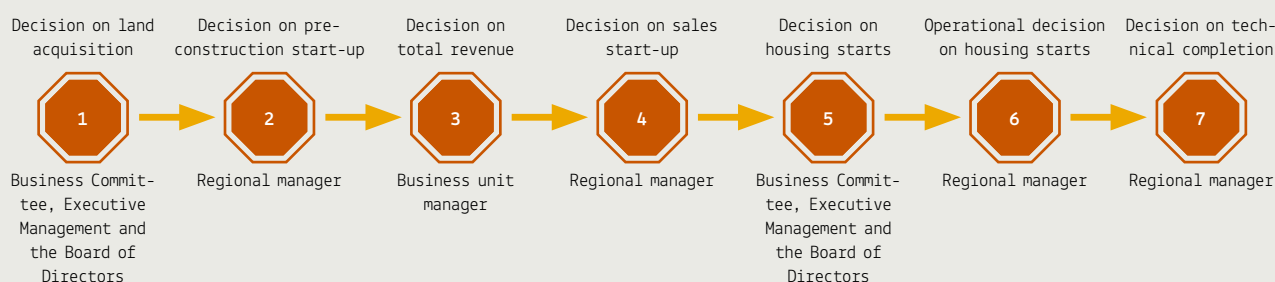 Decision on land
acquisition
Decision on pre-
construction start-up
Decision on
total revenue
Decision on sales
start-up
Decision on
housing starts
Operational decision
on housing starts
Decision on tech-
nical completion
1
2
3
4
5
6
7
Business Commit-
tee, Executive
Management and
the Board of
Directors
Regional manager
Business unit
manager
Regional manager
Business Commit-
tee, Executive
Management and
the Board of
Directors
Regional manager
Regional manager